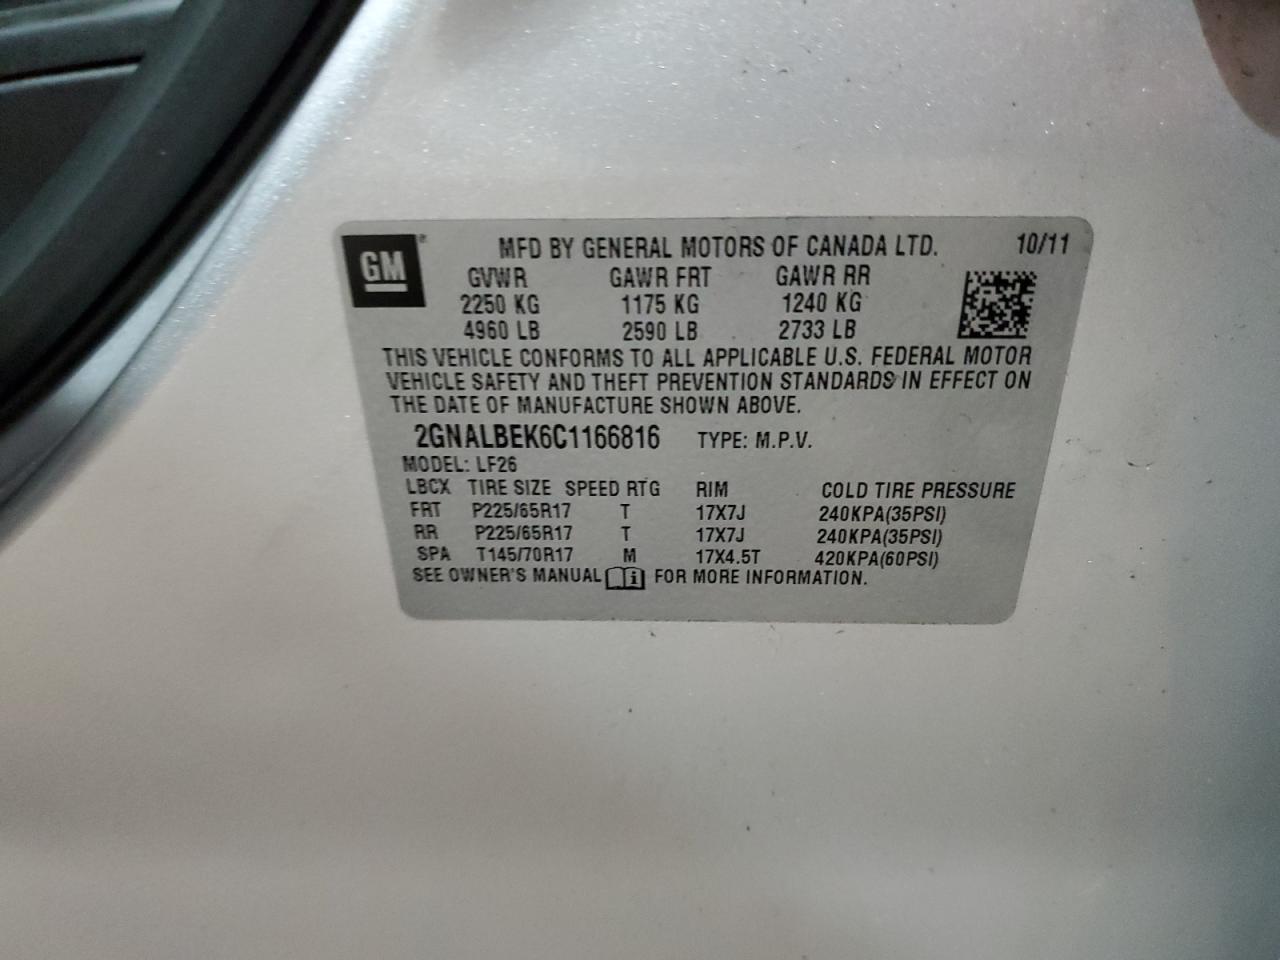 GM® MFD BY GENERAL MOTORS OF CANADA LTD. 10/11
GVWR GAWR FRT GAWR RR
2250 KG 1175 KG 1240 KG
4960 LB 2590 LB 2733 LB
THIS VEHICLE CONFORMS TO ALL APPLICABLE U.S. FEDERAL MOTOR
VEHICLE SAFETY AND THEFT PREVENTION STANDARDS IN EFFECT ON
THE DATE OF MANUFACTURE SHOWN ABOVE.
2GNALBEK6C1166816 TYPE: M.P.V.
MODEL: LF26
LBCX TIRE SIZE SPEED RTG RIM COLD TIRE PRESSURE
FRT P225/65R17 T 17X7J 240KPA(35PSI)
RR P225/65R17 T 17X7J 240KPA(35PSI)
SPA T145/70R17 M 17X4.5T 420KPA(60PSI)
SEE OWNER'S MANUAL i FOR MORE INFORMATION.